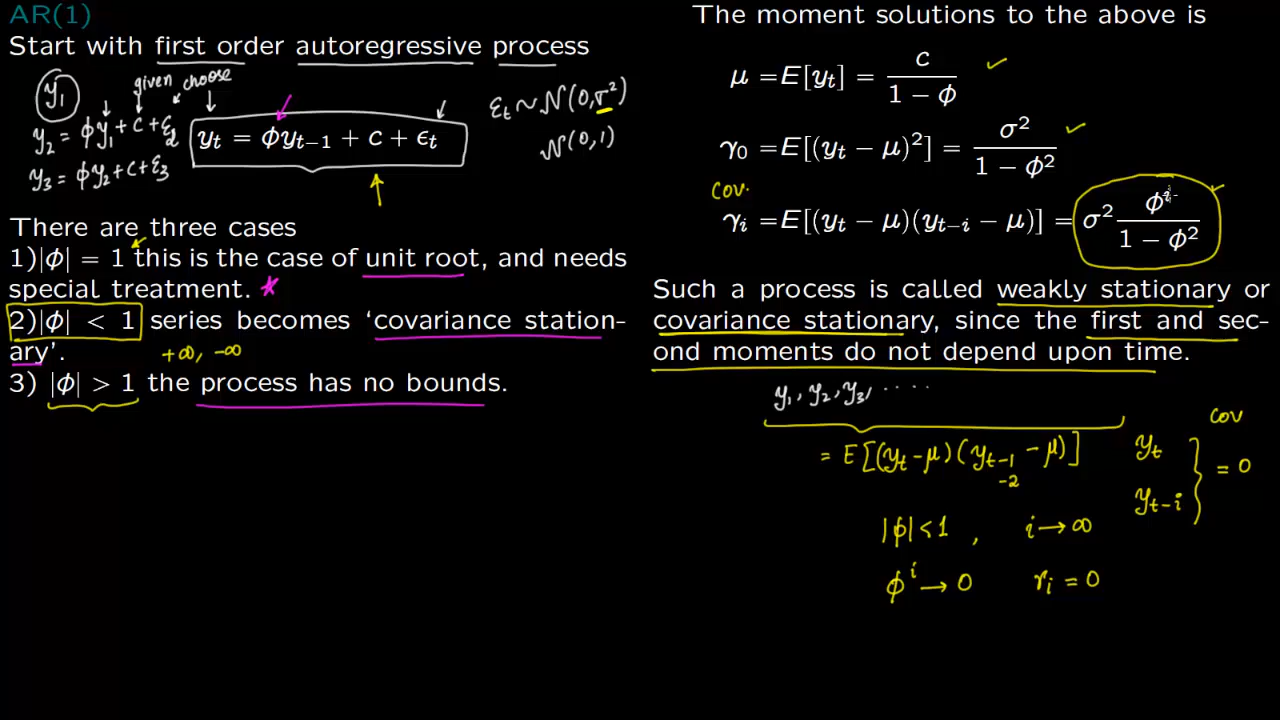 AR(1)
Start with first order autoregressive process
y₁ given choose
y₂ = ϕy₁ + c + ε₂
y₃ = ϕy₂ + c + ε₃
yₜ = ϕyₜ₋₁ + c + ϵₜ
εₜ ~ N(0, σ²)
N(0,1)
There are three cases
1)|ϕ| = 1 this is the case of unit root, and needs
special treatment. *
2)|ϕ| < 1 series becomes ‘covariance station-
ary’.
+∞, -∞
3) |ϕ| > 1 the process has no bounds.
The moment solutions to the above is
μ =E[yₜ] = c / (1 − ϕ)
γ₀ =E[(yₜ − μ)²] = σ² / (1 − ϕ²)
Cov.
γᵢ =E[(yₜ − μ)(yₜ₋ᵢ − μ)] = σ² ϕⁱ / (1 − ϕ²)
Such a process is called weakly stationary or
covariance stationary, since the first and sec-
ond moments do not depend upon time.
y₁, y₂, y₃, ....
= E[(yₜ - μ)(yₜ₋₁ - μ)]
-2
yₜ
yₜ₋ᵢ
cov
= 0
|ϕ| < 1, i → ∞
ϕⁱ → 0 rᵢ = 0